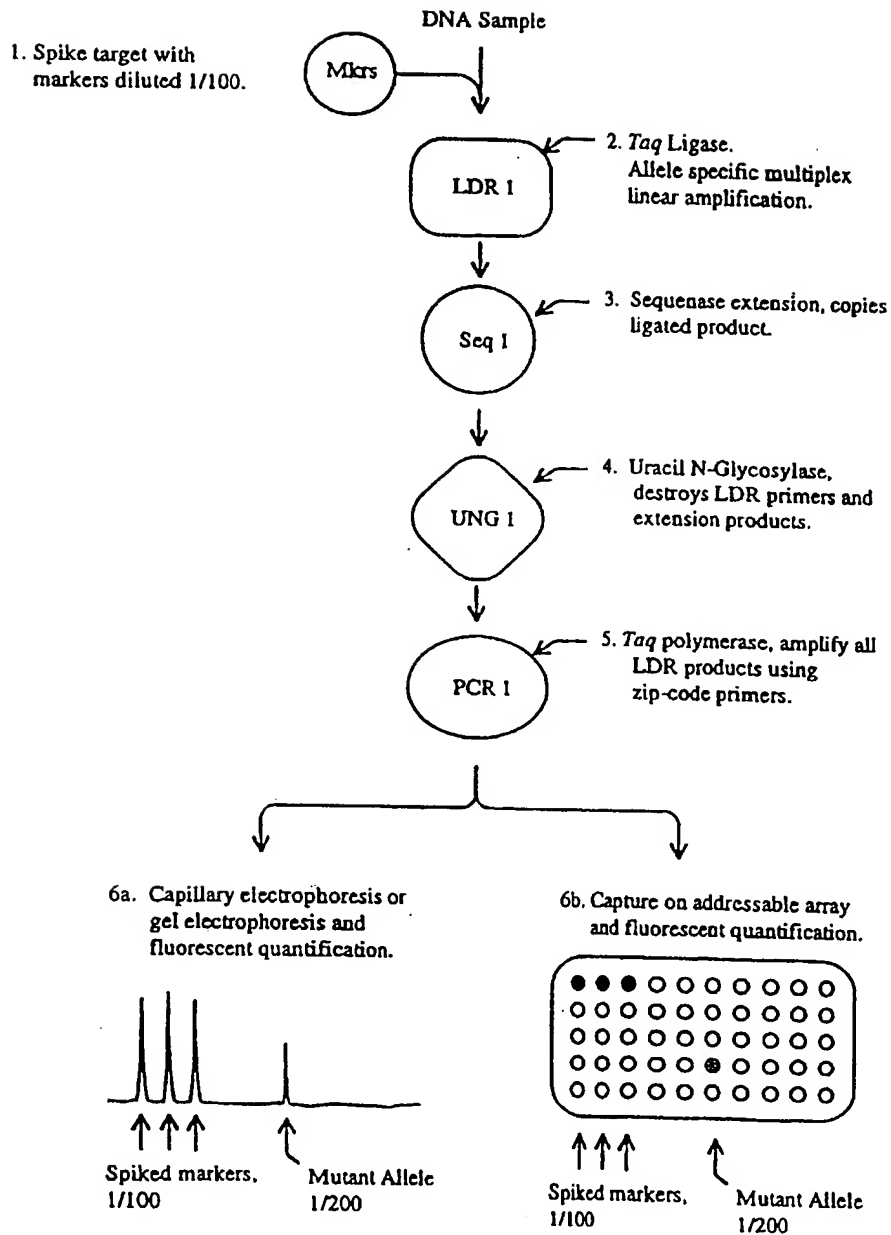 DNA Sample
1. Spike target with
markers diluted 1/100.
Mkrs
2. Taq Ligase.
Allele specific multiplex
linear amplification.
LDR 1
3. Sequenase extension, copies
ligated product.
Seq 1
4. Uracil N-Glycosylase,
destroys LDR primers and
extension products.
UNG 1
5. Taq polymerase, amplify all
LDR products using
zip-code primers.
PCR 1
6a. Capillary electrophoresis or
gel electrophoresis and
fluorescent quantification.
6b. Capture on addressable array
and fluorescent quantification.
Spiked markers,
1/100
Mutant Allele
1/200
Spiked markers,
1/100
Mutant Allele
1/200